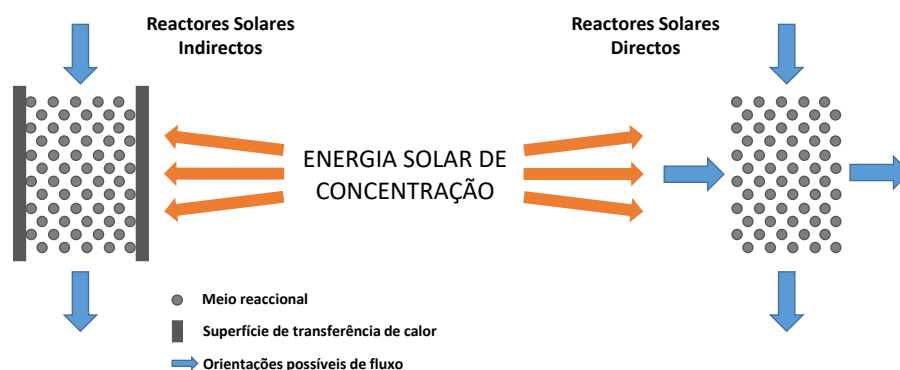 Reactores Solares
Indirectos
Reactores Solares
Directos
ENERGIA SOLAR DE
CONCENTRAÇÃO
Meio reaccional
Superfície de transferência de calor
Orientações possíveis de fluxo